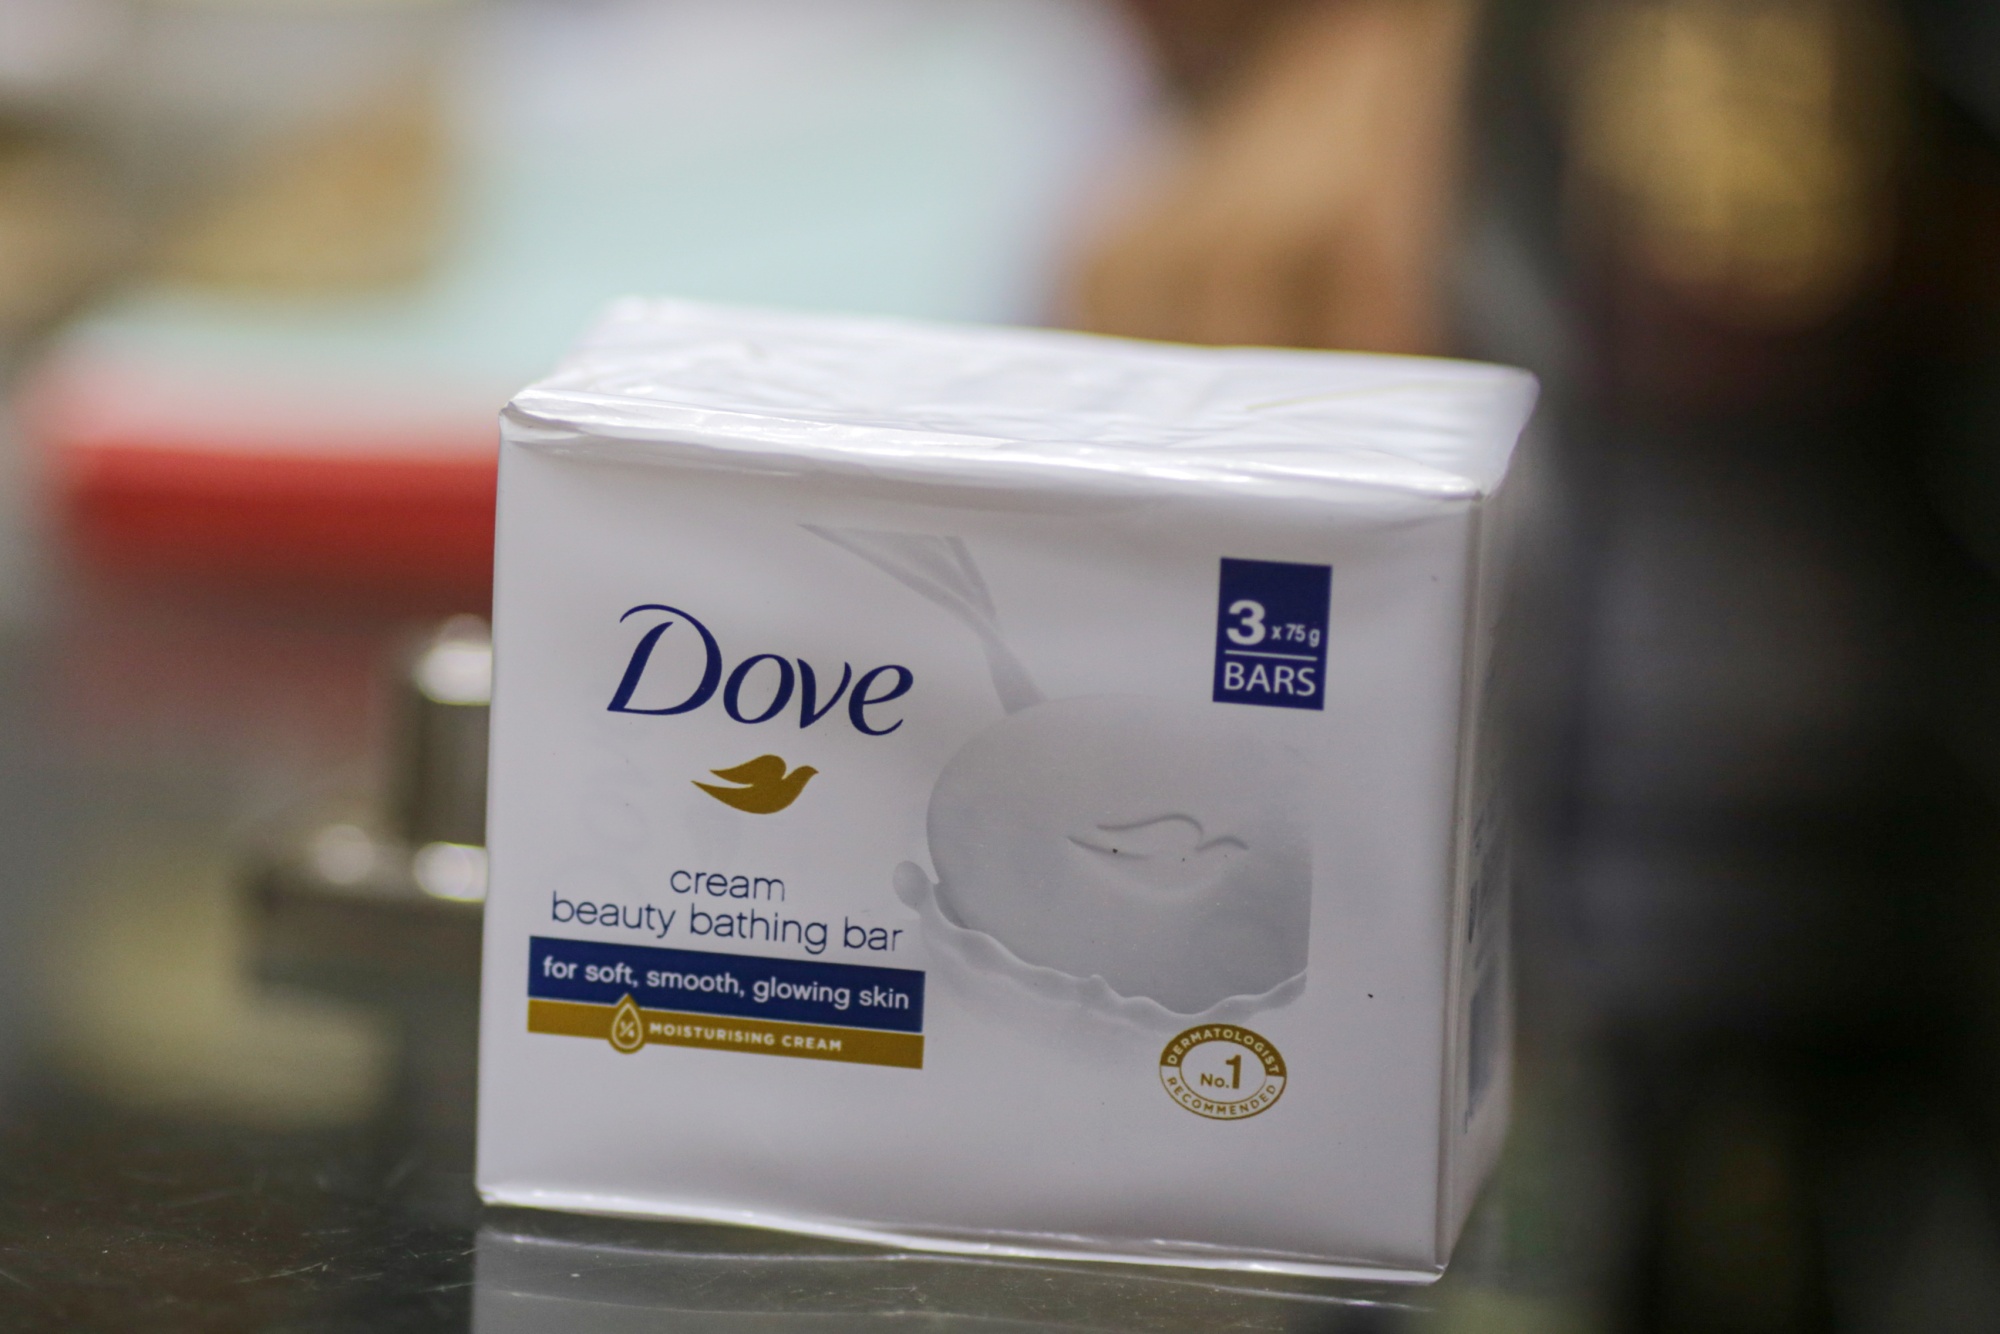 Dove
3 x 75 g
BARS
cream
beauty bathing bar
for soft, smooth, glowing skin
¼ MOISTURISING CREAM
DERMATOLOGIST
No.1
RECOMMENDED